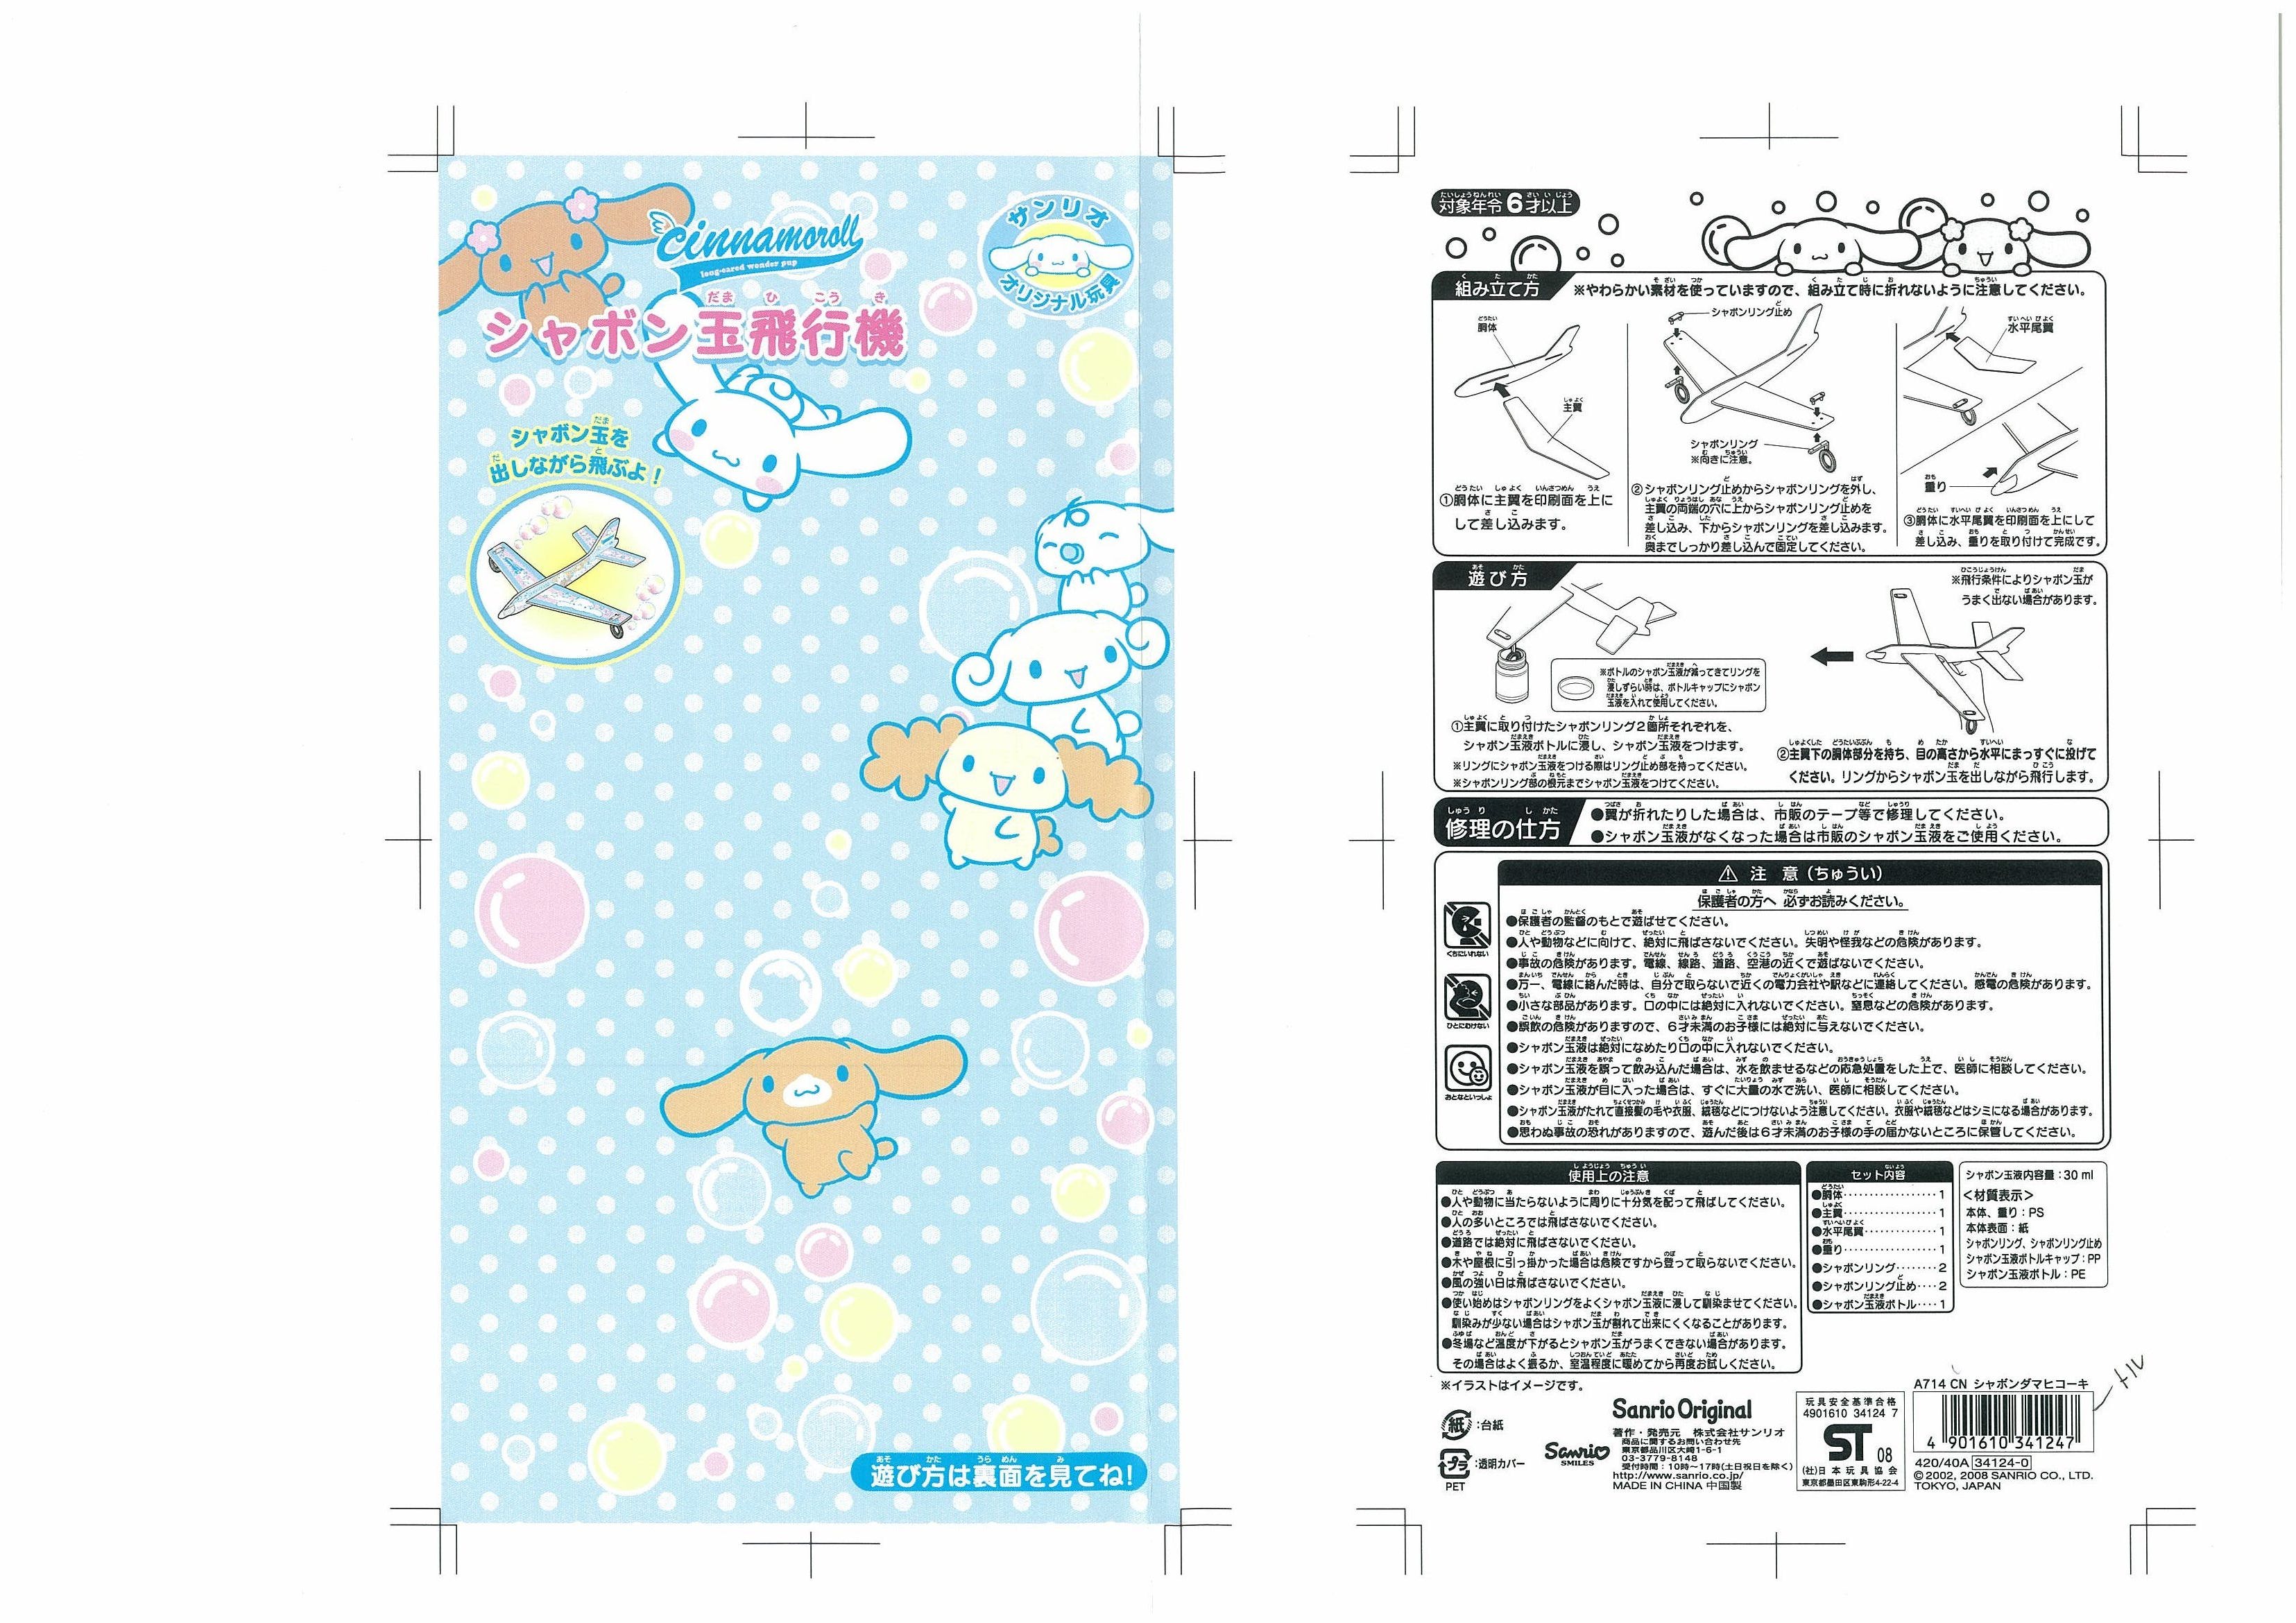 サンリオ
オリジナル玩具
cinnamoroll
long-eared wonder pup
だま ひ こう き
シャボン玉飛行機
シャボン玉を
出しながら飛ぶよ！
遊び方は裏面を見てね！
対象年令6才以上
組み立て方
※やわらかい素材を使っていますので、組み立て時に折れないように注意してください。
胴体
主翼
①胴体に主翼を印刷面を上に
して差し込みます。
シャボンリング止め
シャボンリング
※向きに注意。
②シャボンリング止めからシャボンリングを外し、
主翼の両端の穴に上からシャボンリング止めを
差し込み、下からシャボンリングを差し込みます。
奥までしっかり差し込んで固定してください。
水平尾翼
重り
③胴体に水平尾翼を印刷面を上にして
差し込み、重りを取り付けて完成です。
遊び方
※飛行条件によりシャボン玉が
うまく出ない場合があります。
※ボトルのシャボン玉液が減ってきてリングを
浸しずらい時は、ボトルキャップにシャボン
玉液を入れて使用してください。
①主翼に取り付けたシャボンリング2箇所それぞれを、
シャボン玉液ボトルに浸し、シャボン玉液をつけます。
※リングにシャボン玉液をつける際はリング止め部を持ってください。
※シャボンリング部の根元までシャボン玉液をつけてください。
②主翼下の胴体部分を持ち、目の高さから水平にまっすぐに投げて
ください。リングからシャボン玉を出しながら飛行します。
修理の仕方
●翼が折れたりした場合は、市販のテープ等で修理してください。
●シャボン玉液がなくなった場合は市販のシャボン玉液をご使用ください。
注 意（ちゅうい）
保護者の方へ 必ずお読みください。
くちにいれない
ひとにむけない
おとなといっしょ
●保護者の監督のもとで遊ばせてください。
●人や動物などに向けて、絶対に飛ばさないでください。失明や怪我などの危険があります。
●事故の危険があります。電線、線路、道路、空港の近くで遊ばないでください。
●万一、電線に絡んだ時は、自分で取らないで近くの電力会社や駅などに連絡してください。感電の危険があります。
●小さな部品があります。口の中には絶対に入れないでください。窒息などの危険があります。
●誤飲の危険がありますので、6才未満のお子様には絶対に与えないでください。
●シャボン玉液は絶対になめたり口の中に入れないでください。
●シャボン玉液を誤って飲み込んだ場合は、水を飲ませるなどの応急処置をした上で、医師に相談してください。
●シャボン玉液が目に入った場合は、すぐに大量の水で洗い、医師に相談してください。
●シャボン玉液がたれて直接髪の毛や衣服、絨毯などにつけないよう注意してください。衣服や絨毯などはシミになる場合があります。
●思わぬ事故の恐れがありますので、遊んだ後は6才未満のお子様の手の届かないところに保管してください。
使用上の注意
●人や動物に当たらないように周りに十分気を配って飛ばしてください。
●人の多いところでは飛ばさないでください。
●道路では絶対に飛ばさないでください。
●木や屋根に引っ掛かった場合は危険ですから登って取らないでください。
●風の強い日は飛ばさないでください。
●使い始めはシャボンリングをよくシャボン玉液に浸して馴染ませてください。
馴染みが少ない場合はシャボン玉が割れて出来にくくなることがあります。
●冬場など温度が下がるとシャボン玉がうまくできない場合があります。
その場合はよく振るか、室温程度に暖めてから再度お試しください。
※イラストはイメージです。
セット内容
●胴体………………1
●主翼………………1
●水平尾翼…………1
●重り………………1
●シャボンリング……2
●シャボンリング止め…2
●シャボン玉液ボトル…1
シャボン玉液内容量：30 ml
＜材質表示＞
本体、重り：PS
本体表面：紙
シャボンリング、シャボンリング止め
シャボン玉液ボトルキャップ：PP
シャボン玉液ボトル：PE
紙：台紙
プラ：透明カバー
PET
Sanrio
SMILES
Sanrio Original
著作・発売元 株式会社サンリオ
商品に関するお問い合わせ先
東京都品川区大崎1-6-1
03-3779-8148
受付時間：10時～17時（土日祝日を除く）
http://www.sanrio.co.jp/
MADE IN CHINA 中国製
玩具安全基準合格
4901610 34124 7
ST 08
(社)日本玩具協会
東京都墨田区東駒形4-22-4
A714 CN シャボンダマヒコーキ
4 901610 341247
420/40A 34124-0
© 2002, 2008 SANRIO CO., LTD.
TOKYO, JAPAN
トル